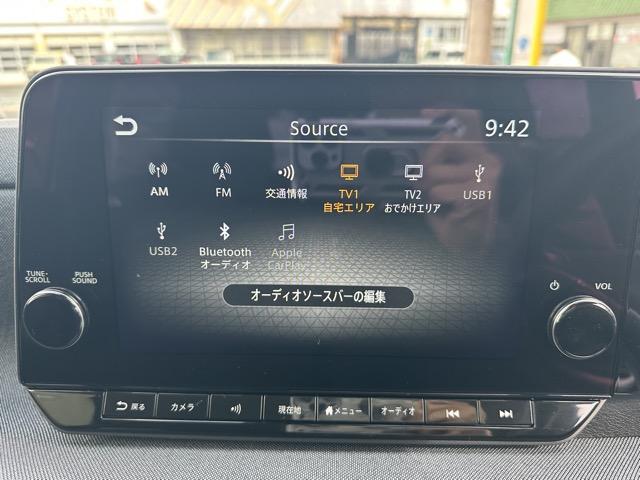 Source
9:42
AM
FM
交通情報
TV1
自宅エリア
TV2
おでかけエリア
USB1
USB2
Bluetooth
オーディオ
Apple
CarPlay
オーディオソースバーの編集
TUNE・
SCROLL
PUSH
SOUND
VOL
戻る
カメラ
現在地
メニュー
オーディオ